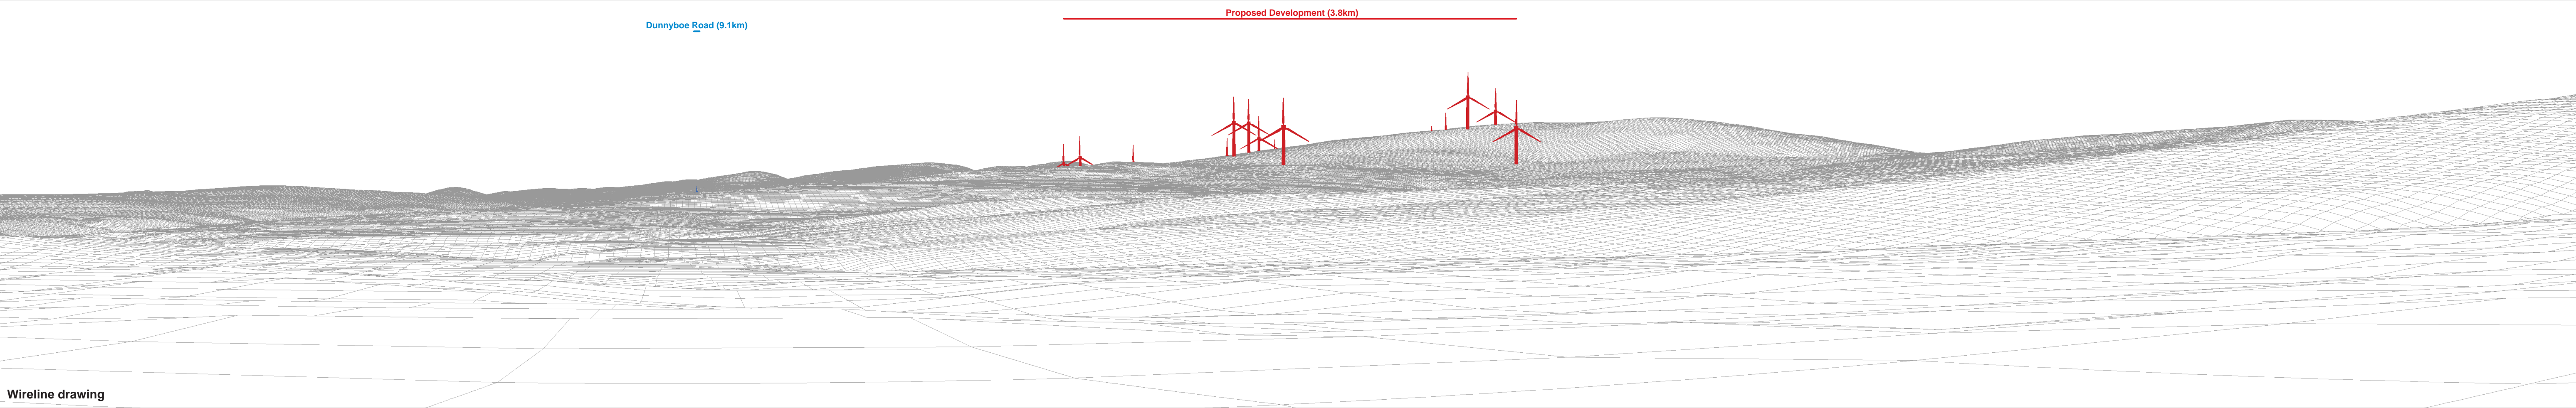 Proposed Development (3.8km)
Dunnyboe Road (9.1km)
Wireline drawing